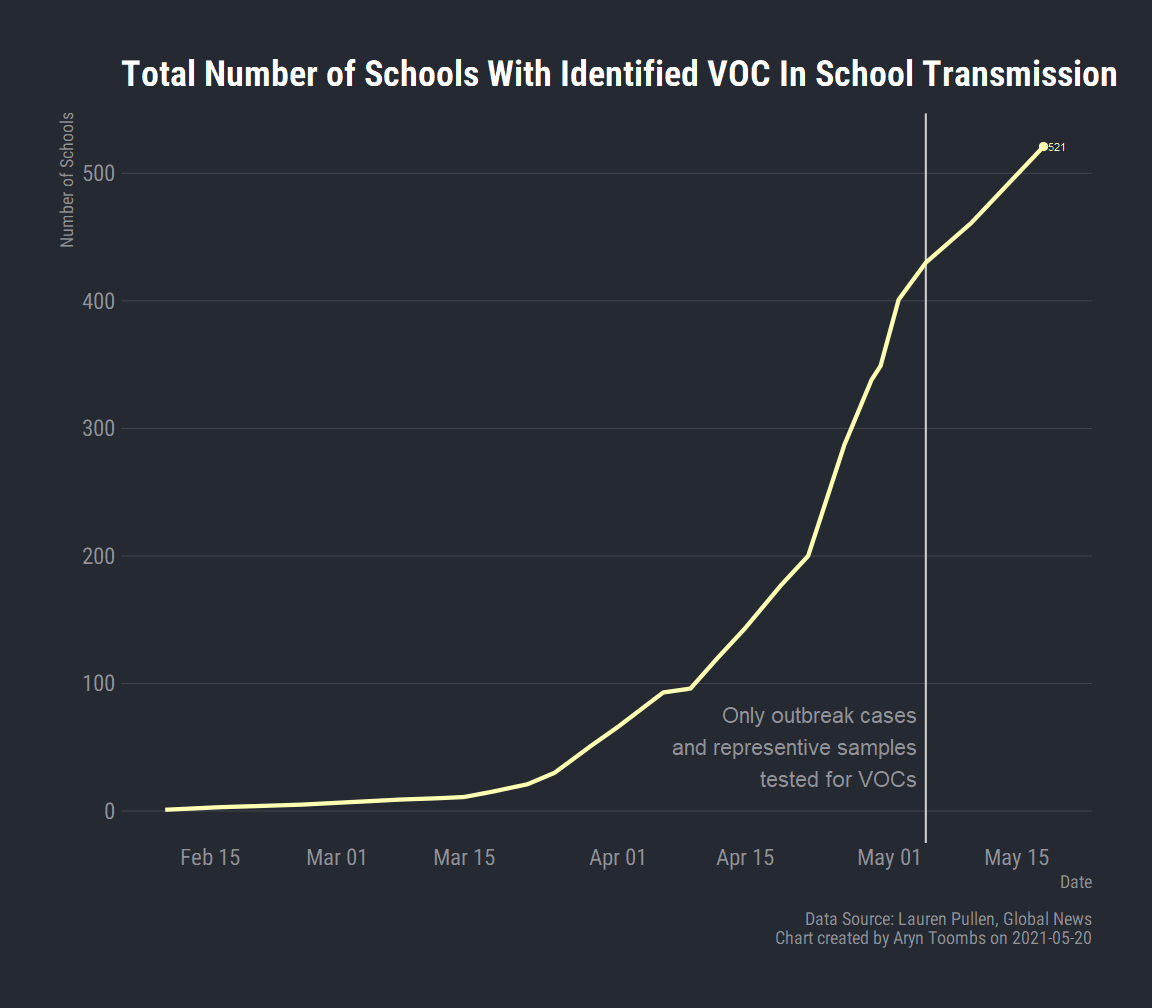 Total Number of Schools With Identified VOC In School Transmission
Number of Schools
500
400
300
200
100
0
521
Only outbreak cases
and representive samples
tested for VOCs
Feb 15
Mar 01
Mar 15
Apr 01
Apr 15
May 01
May 15
Date
Data Source: Lauren Pullen, Global News
Chart created by Aryn Toombs on 2021-05-20